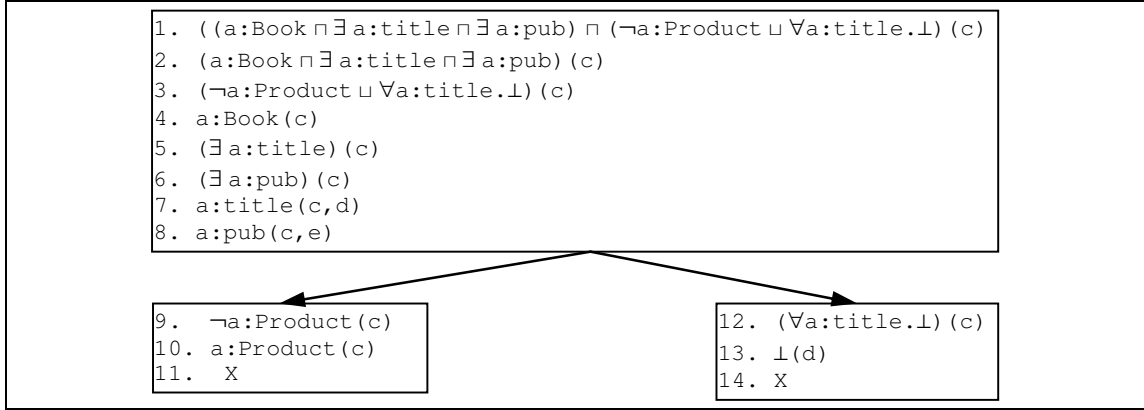 1. ((a:Book ⊓ ∃ a:title ⊓ ∃ a:pub) ⊓ (¬a:Product ⊔ ∀a:title.⊥)(c)
2. (a:Book ⊓ ∃ a:title ⊓ ∃ a:pub)(c)
3. (¬a:Product ⊔ ∀a:title.⊥)(c)
4. a:Book(c)
5. (∃ a:title)(c)
6. (∃ a:pub)(c)
7. a:title(c,d)
8. a:pub(c,e)
9. ¬a:Product(c)
10. a:Product(c)
11. X
12. (∀a:title.⊥)(c)
13. ⊥(d)
14. X